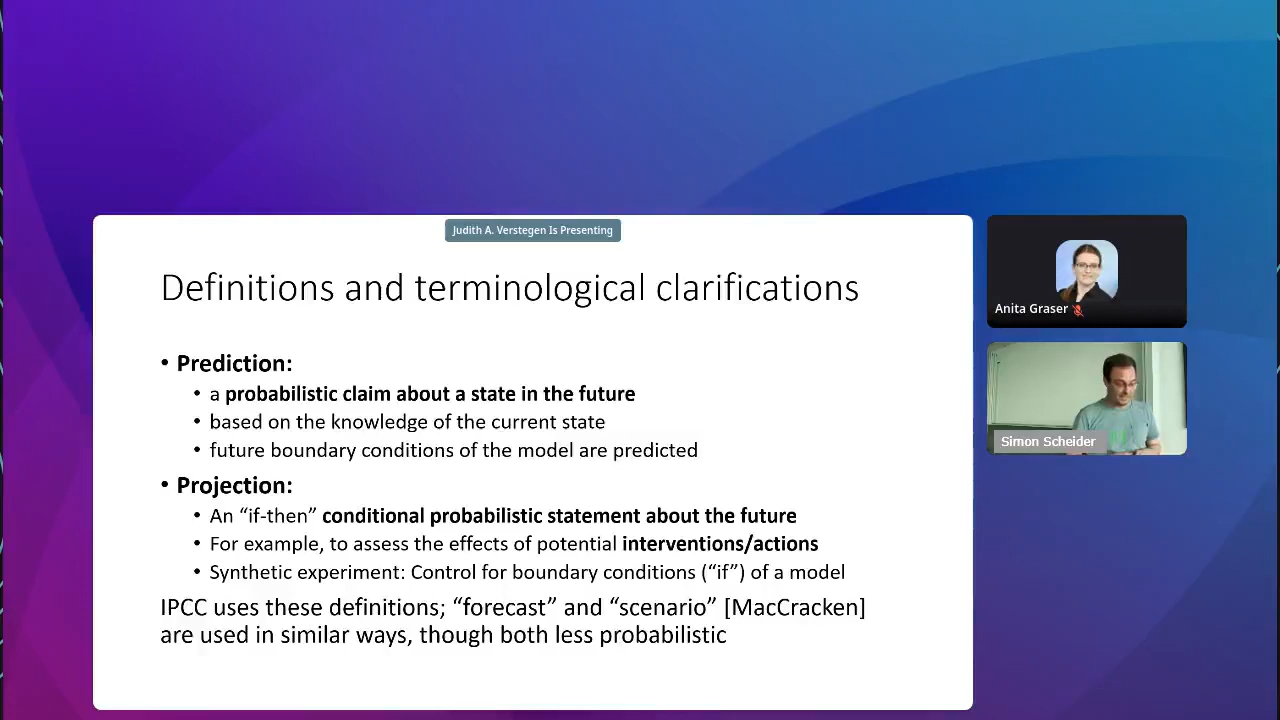 Judith A. Verstegen Is Presenting
Definitions and terminological clarifications
• Prediction:
• a probabilistic claim about a state in the future
• based on the knowledge of the current state
• future boundary conditions of the model are predicted
• Projection:
• An “if-then” conditional probabilistic statement about the future
• For example, to assess the effects of potential interventions/actions
• Synthetic experiment: Control for boundary conditions (“if”) of a model
IPCC uses these definitions; “forecast” and “scenario” [MacCracken]
are used in similar ways, though both less probabilistic
Anita Graser
Simon Scheider